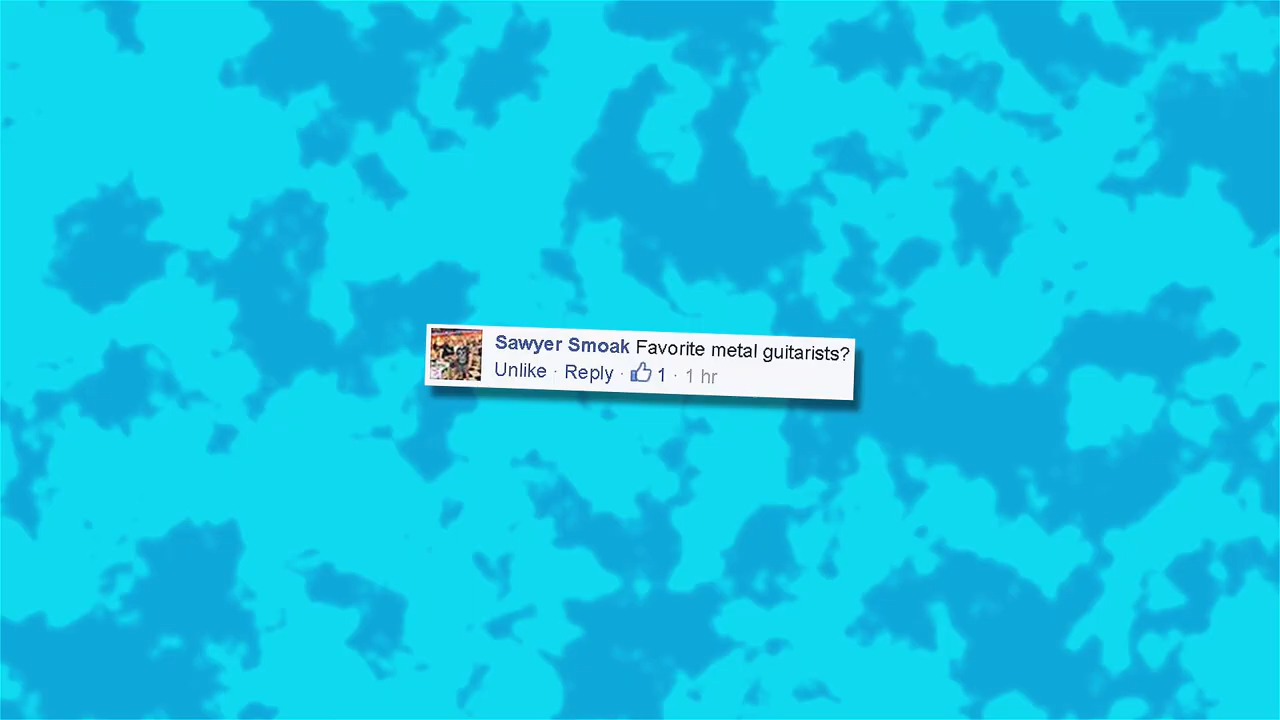 Sawyer Smoak Favorite metal guitarists?
Unlike · Reply · 1 · 1 hr